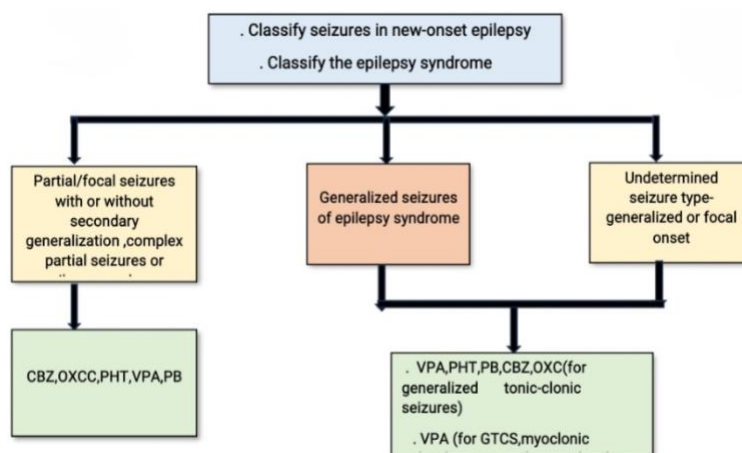 . Classify seizures in new-onset epilepsy
. Classify the epilepsy syndrome
Partial/focal seizures
with or without
secondary
generalization ,complex
partial seizures or
Generalized seizures
of epilepsy syndrome
Undetermined
seizure type-
generalized or focal
onset
CBZ,OXCC,PHT,VPA,PB
. VPA,PHT,PB,CBZ,OXC(for
generalized tonic-clonic
seizures)
. VPA (for GTCS,myoclonic